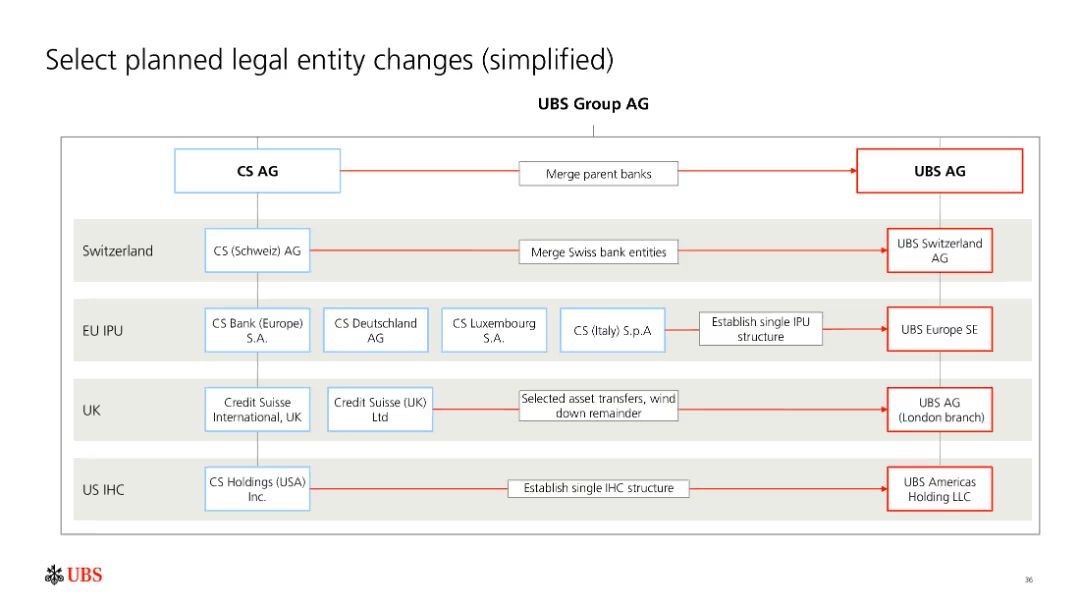 Select planned legal entity changes (simplified)
UBS Group AG
CS AG
Merge parent banks
UBS AG
Switzerland
CS (Schweiz) AG
Merge Swiss bank entities
UBS Switzerland
AG
EU IPU
CS Bank (Europe)
S.A.
CS Deutschland
AG
CS Luxembourg
S.A.
CS (Italy) S.p.A
Establish single IPU
structure
UBS Europe SE
UK
Credit Suisse
International, UK
Credit Suisse (UK)
Ltd
Selected asset transfers, wind
down remainder
UBS AG
(London branch)
US IHC
CS Holdings (USA)
Inc.
Establish single IHC structure
UBS Americas
Holding LLC
UBS
36